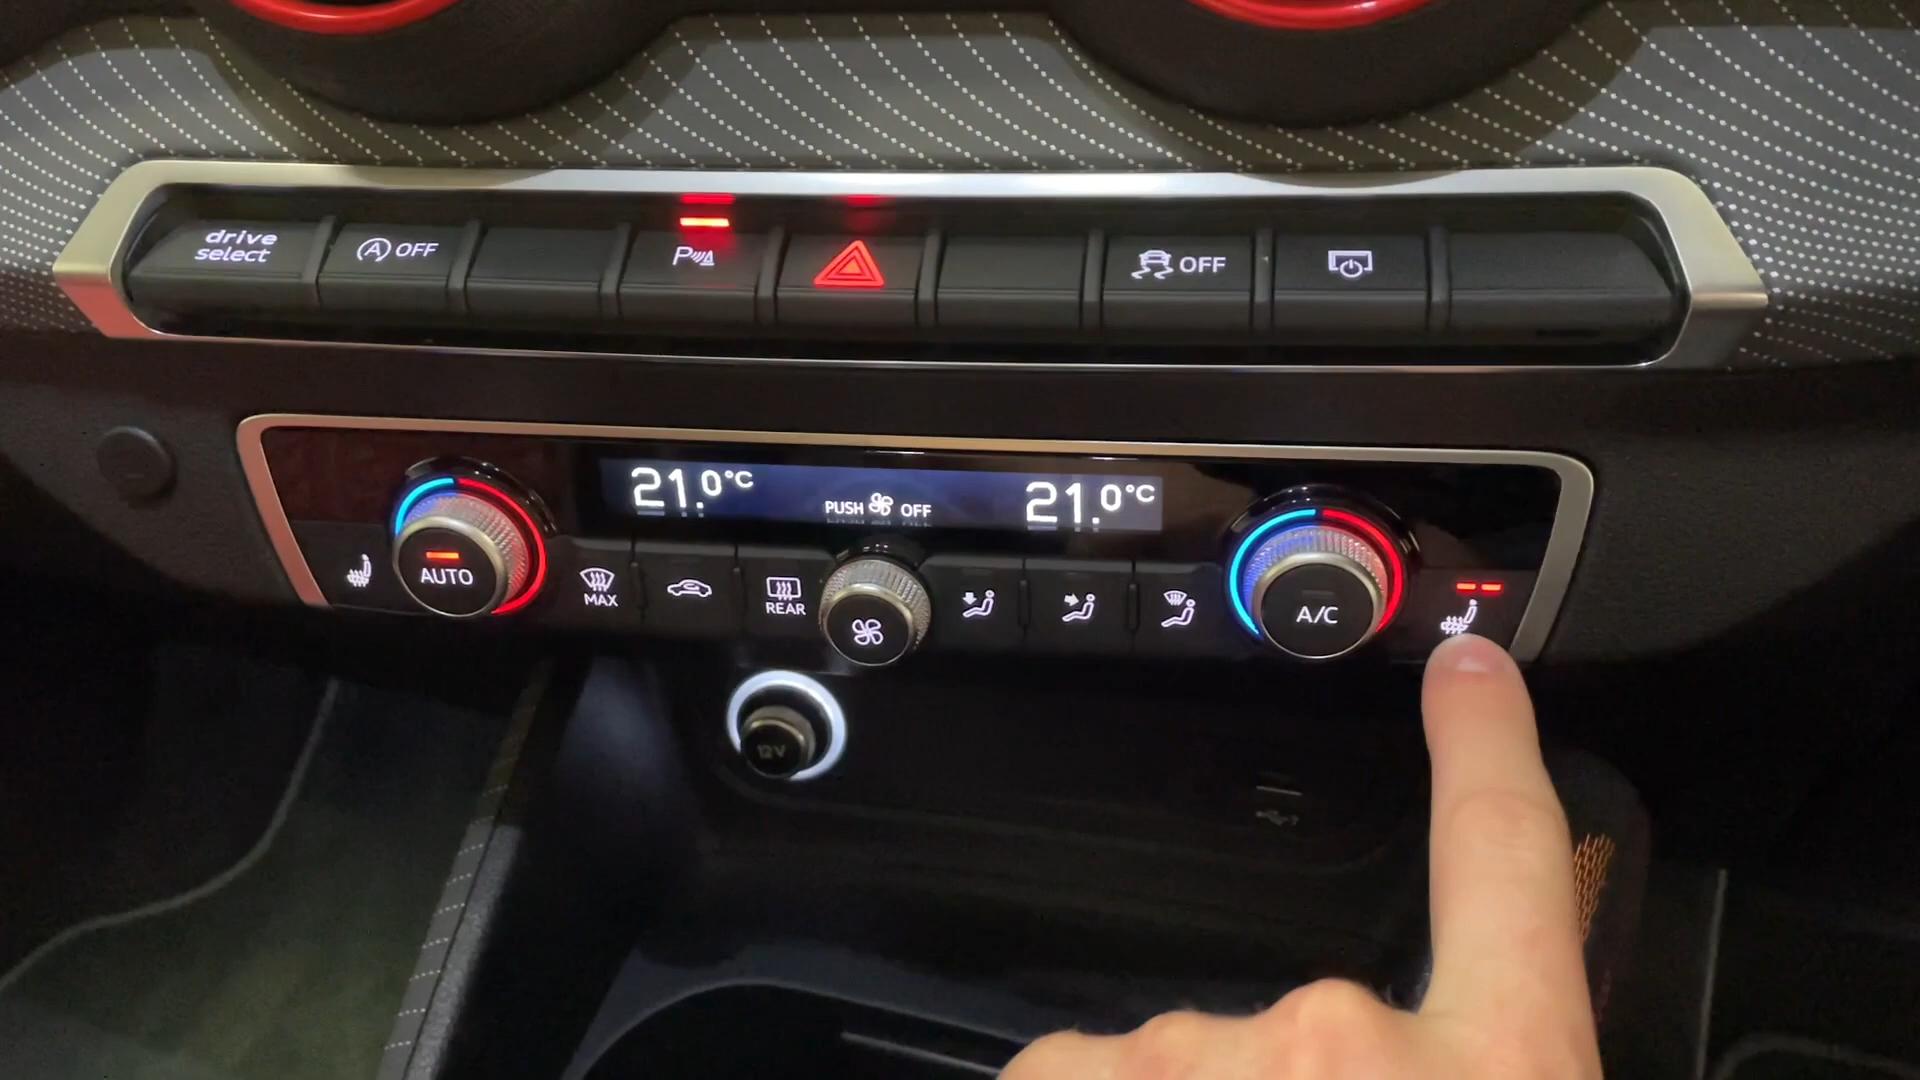 drive
select
A OFF
P
OFF
21.0°C
PUSH OFF
21.0°C
AUTO
MAX
REAR
A/C
12V